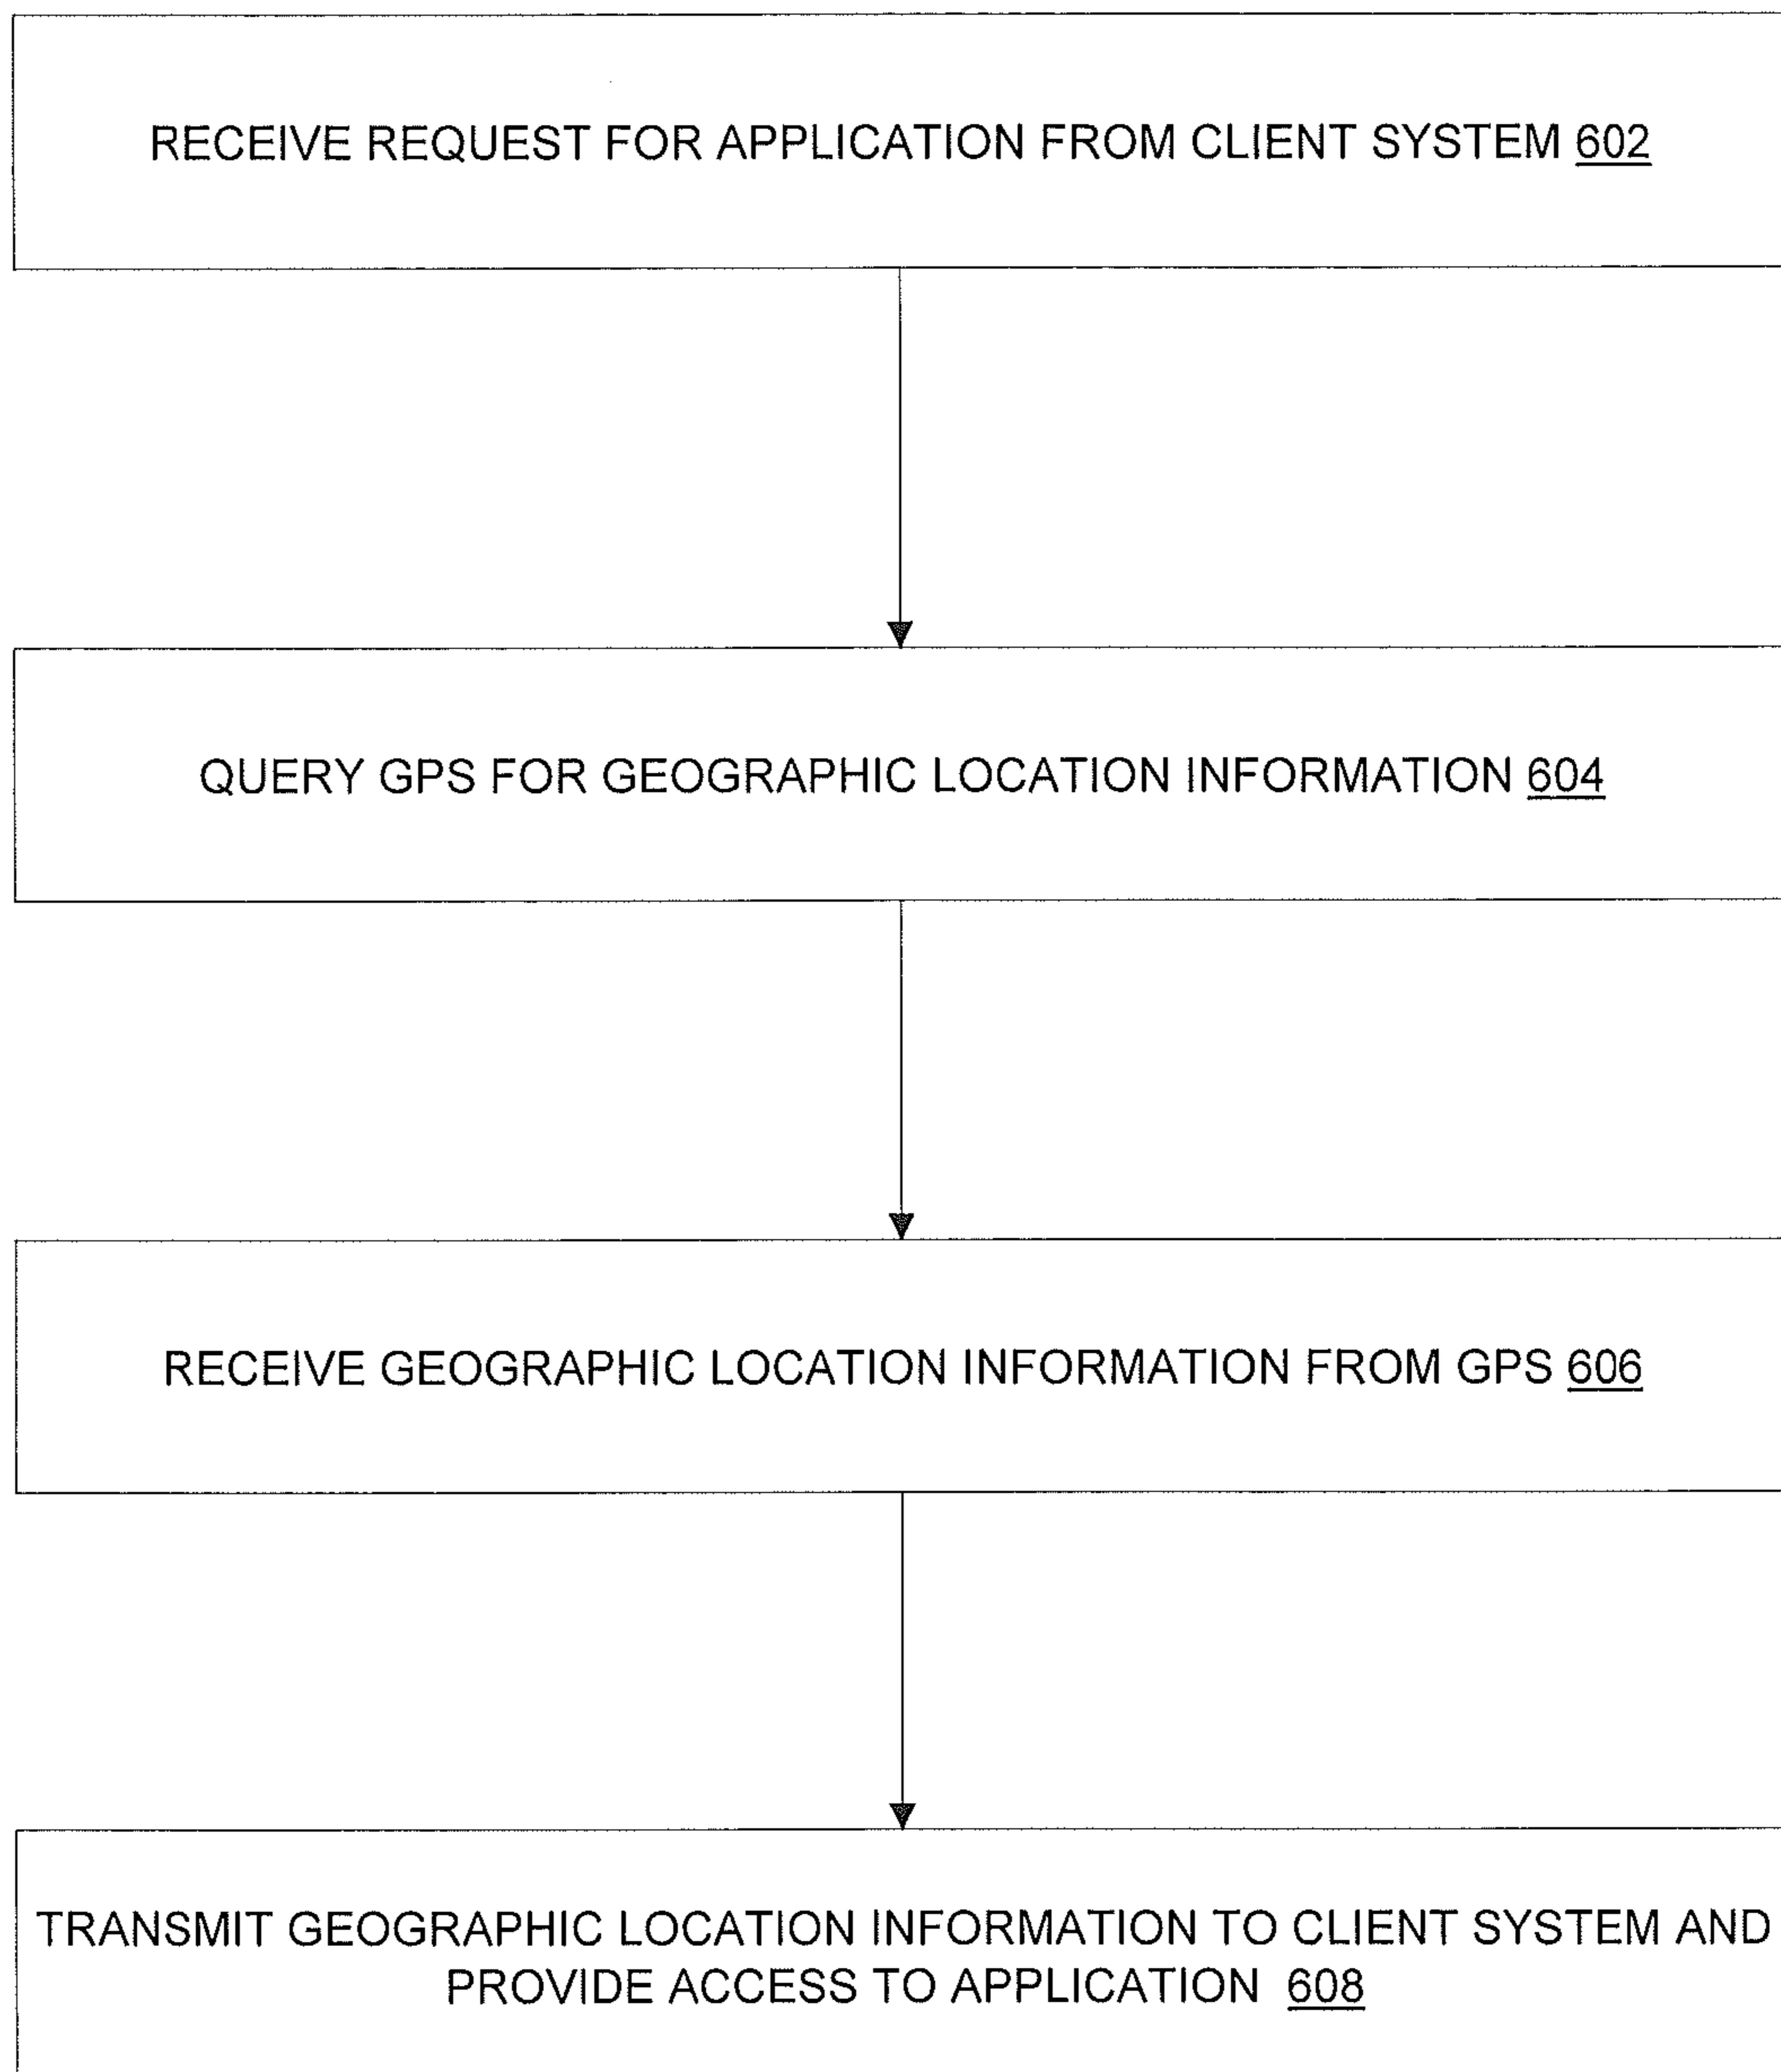 RECEIVE REQUEST FOR APPLICATION FROM CLIENT SYSTEM 602
QUERY GPS FOR GEOGRAPHIC LOCATION INFORMATION 604
RECEIVE GEOGRAPHIC LOCATION INFORMATION FROM GPS 606
TRANSMIT GEOGRAPHIC LOCATION INFORMATION TO CLIENT SYSTEM AND
PROVIDE ACCESS TO APPLICATION 608